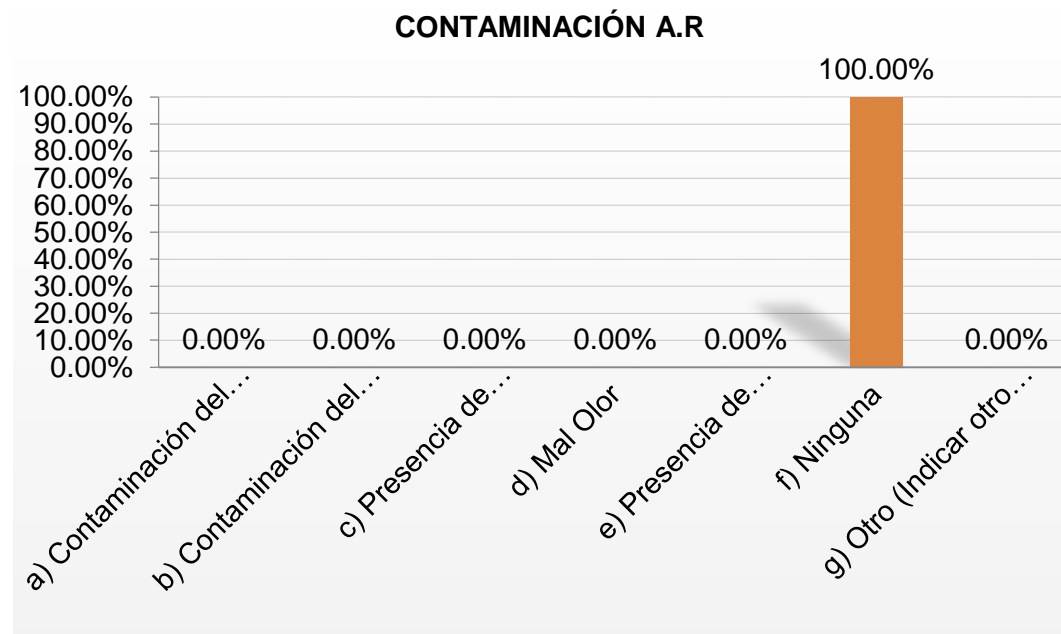 CONTAMINACIÓN A.R
100.00%
100.00%
90.00%
80.00%
70.00%
60.00%
50.00%
40.00%
30.00%
20.00%
10.00%
0.00%
0.00%
0.00%
0.00%
0.00%
0.00%
0.00%
a) Contaminación del…
b) Contaminación del…
c) Presencia de…
d) Mal Olor
e) Presencia de…
f) Ninguna
g) Otro (Indicar otro…